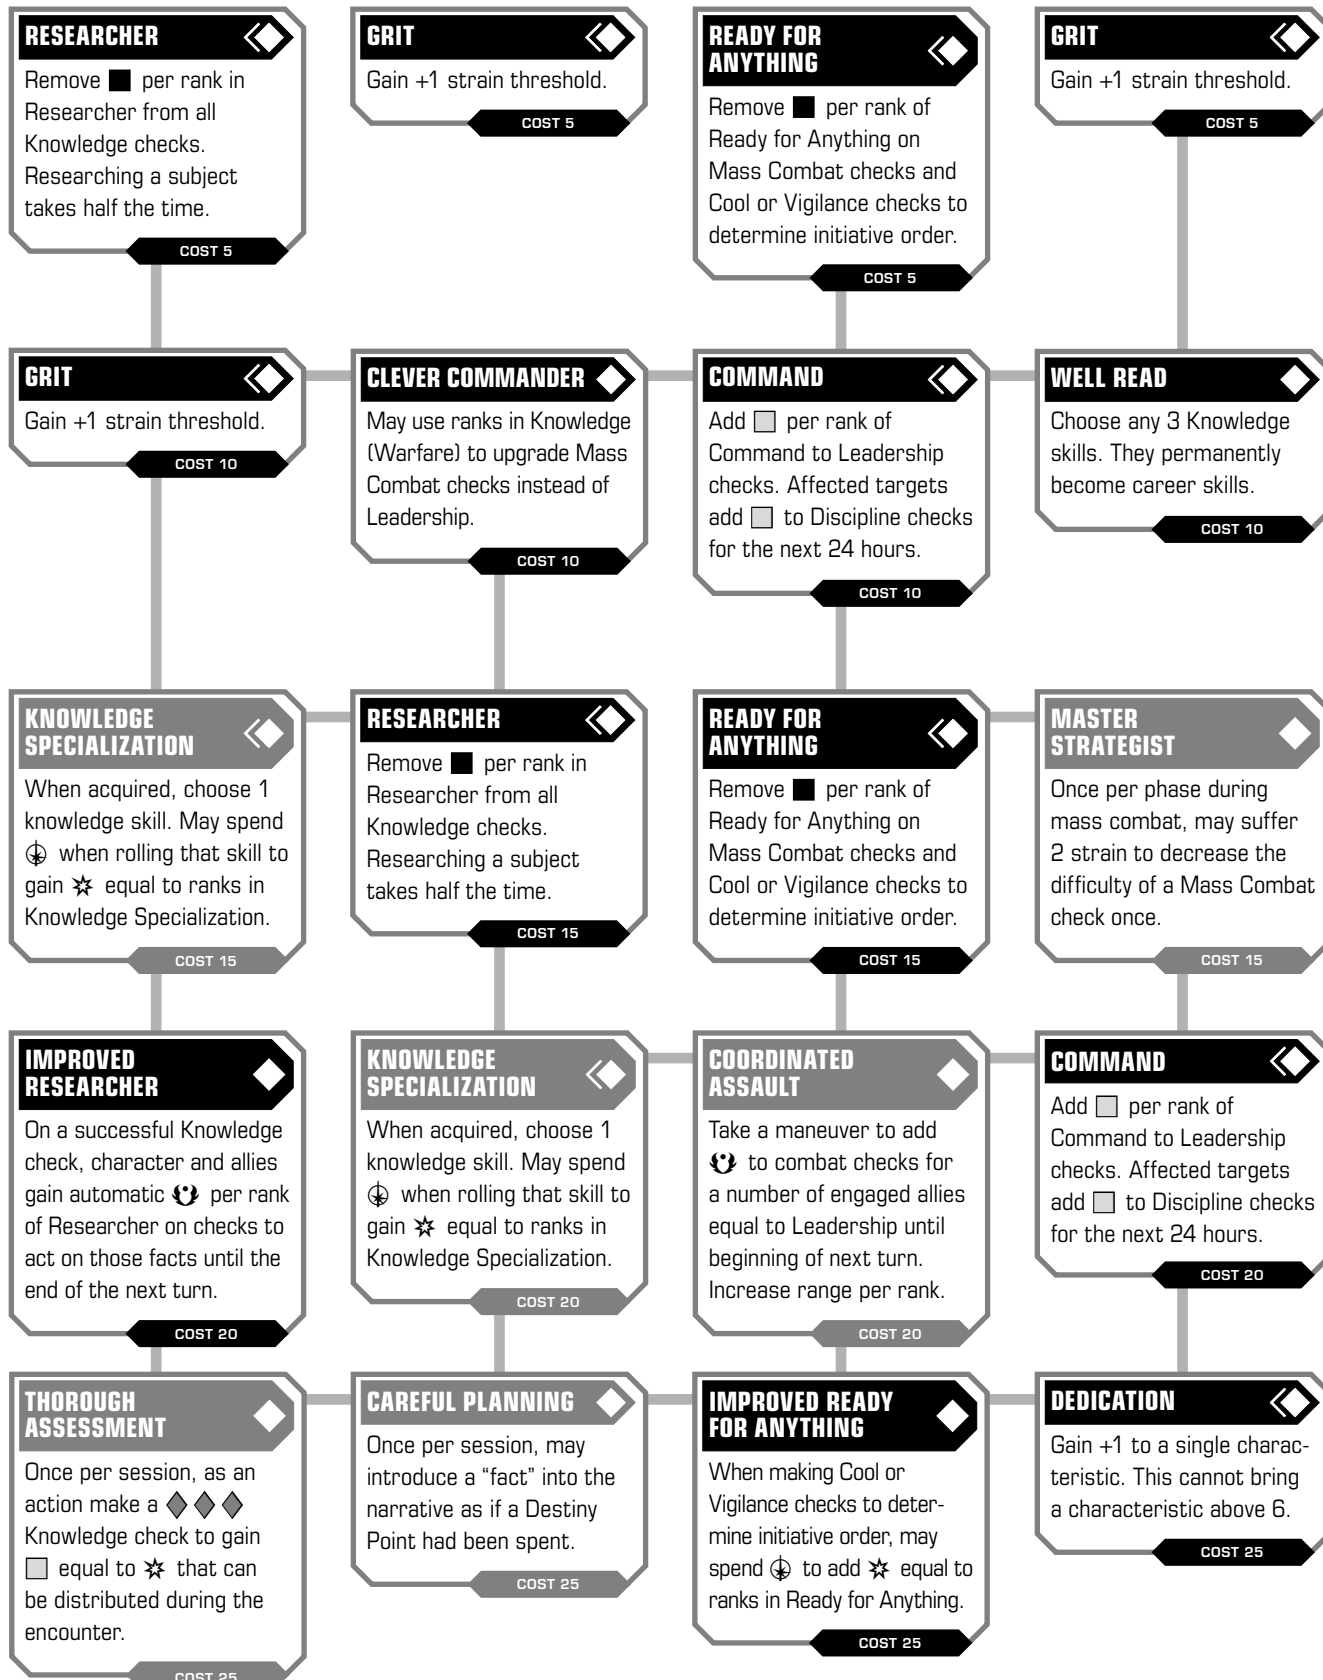 RESEARCHER
Remove per rank in
Researcher from all
Knowledge checks.
Researching a subject
takes half the time.
COST 5
GRIT
Gain +1 strain threshold.
COST 5
READY FOR
ANYTHING
Remove per rank of
Ready for Anything on
Mass Combat checks and
Cool or Vigilance checks to
determine initiative order.
COST 5
GRIT
Gain +1 strain threshold.
COST 5
GRIT
Gain +1 strain threshold.
COST 10
CLEVER COMMANDER
May use ranks in Knowledge
(Warfare) to upgrade Mass
Combat checks instead of
Leadership.
COST 10
COMMAND
Add per rank of
Command to Leadership
checks. Affected targets
add to Discipline checks
for the next 24 hours.
COST 10
WELL READ
Choose any 3 Knowledge
skills. They permanently
become career skills.
COST 10
KNOWLEDGE
SPECIALIZATION
When acquired, choose 1
knowledge skill. May spend
when rolling that skill to
gain equal to ranks in
Knowledge Specialization.
COST 15
RESEARCHER
Remove per rank in
Researcher from all
Knowledge checks.
Researching a subject
takes half the time.
COST 15
READY FOR
ANYTHING
Remove per rank of
Ready for Anything on
Mass Combat checks and
Cool or Vigilance checks to
determine initiative order.
COST 15
MASTER
STRATEGIST
Once per phase during
mass combat, may suffer
2 strain to decrease the
difficulty of a Mass Combat
check once.
COST 15
IMPROVED
RESEARCHER
On a successful Knowledge
check, character and allies
gain automatic per rank
of Researcher on checks to
act on those facts until the
end of the next turn.
COST 20
KNOWLEDGE
SPECIALIZATION
When acquired, choose 1
knowledge skill. May spend
when rolling that skill to
gain equal to ranks in
Knowledge Specialization.
COST 20
COORDINATED
ASSAULT
Take a maneuver to add
to combat checks for
a number of engaged allies
equal to Leadership until
beginning of next turn.
Increase range per rank.
COST 20
COMMAND
Add per rank of
Command to Leadership
checks. Affected targets
add to Discipline checks
for the next 24 hours.
COST 20
THOROUGH
ASSESSMENT
Once per session, as an
action make a
Knowledge check to gain
equal to that can
be distributed during the
encounter.
COST 25
CAREFUL PLANNING
Once per session, may
introduce a “fact” into the
narrative as if a Destiny
Point had been spent.
COST 25
IMPROVED READY
FOR ANYTHING
When making Cool or
Vigilance checks to deter-
mine initiative order, may
spend to add equal to
ranks in Ready for Anything.
COST 25
DEDICATION
Gain +1 to a single charac-
teristic. This cannot bring
a characteristic above 6.
COST 25